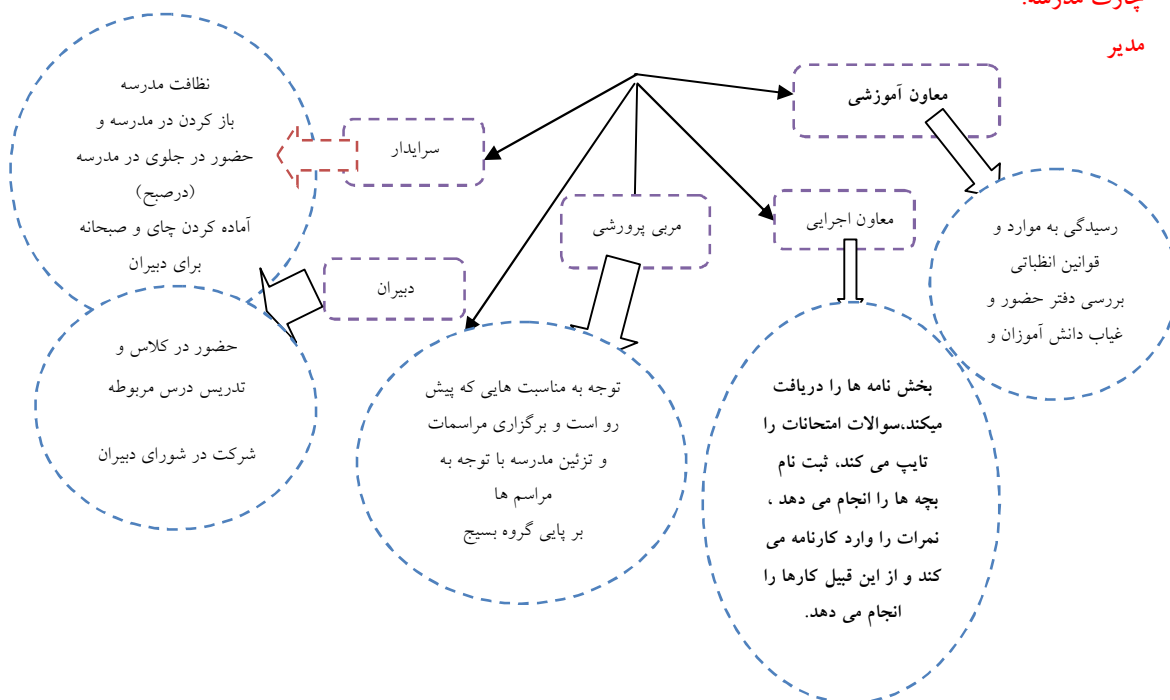 چارت مدرسه:
مدیر
معاون آموزشی
رسیدگی به موارد و
قوانین انظباتی
بررسی دفتر حضور و
غیاب دانش آموزان و
معاون اجرایی
بخش نامه ها را دریافت
میکند،سوالات امتحانات را
تایپ می کند، ثبت نام
بچه ها را انجام می دهد ،
نمرات را وارد کارنامه می
کند و از این قبیل کارها را
انجام می دهد.
مربی پرورشی
توجه به مناسبت هایی که پیش
رو است و برگزاری مراسمات
و تزئین مدرسه با توجه به
مراسم ها
بر پایی گروه بسیج
سرایدار
نظافت مدرسه
باز کردن در مدرسه و
حضور در جلوی در مدرسه
(درصبح)
آماده کردن چای و صبحانه
برای دبیران
دبیران
حضور در کلاس و
تدریس درس مربوطه
شرکت در شورای دبیران